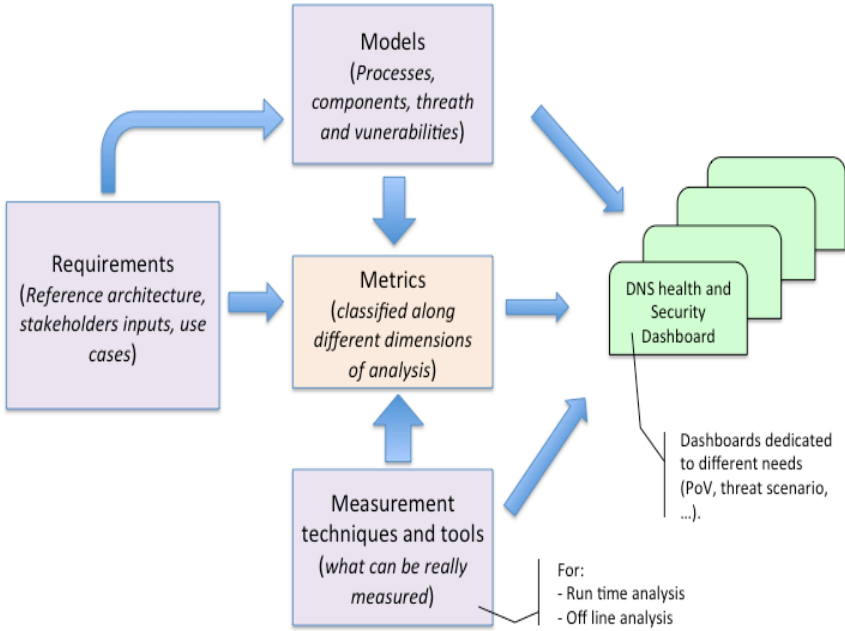 Models
(Processes,
components, threath
and vunerabilities)
Requirements
(Reference architecture,
stakeholders inputs, use
cases)
Metrics
(classified along
different dimensions
of analysis)
DNS health and
Security
Dashboard
Dashboards dedicated
to different needs
(PoV, threat scenario,
...).
Measurement
techniques and tools
(what can be really
measured)
For:
- Run time analysis
- Off line analysis